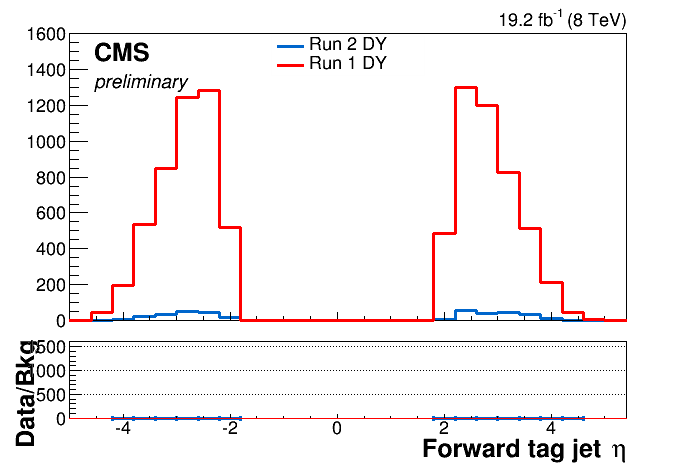 19.2 fb-1 (8 TeV)
1600
CMS
Run 2 DY
1400
Run 1 DY
preliminary
1200
1000
800
600
400
200
0
1500
1000
500
0
Data/Bkg
-4 -2 0 2 4
Forward tag jet η